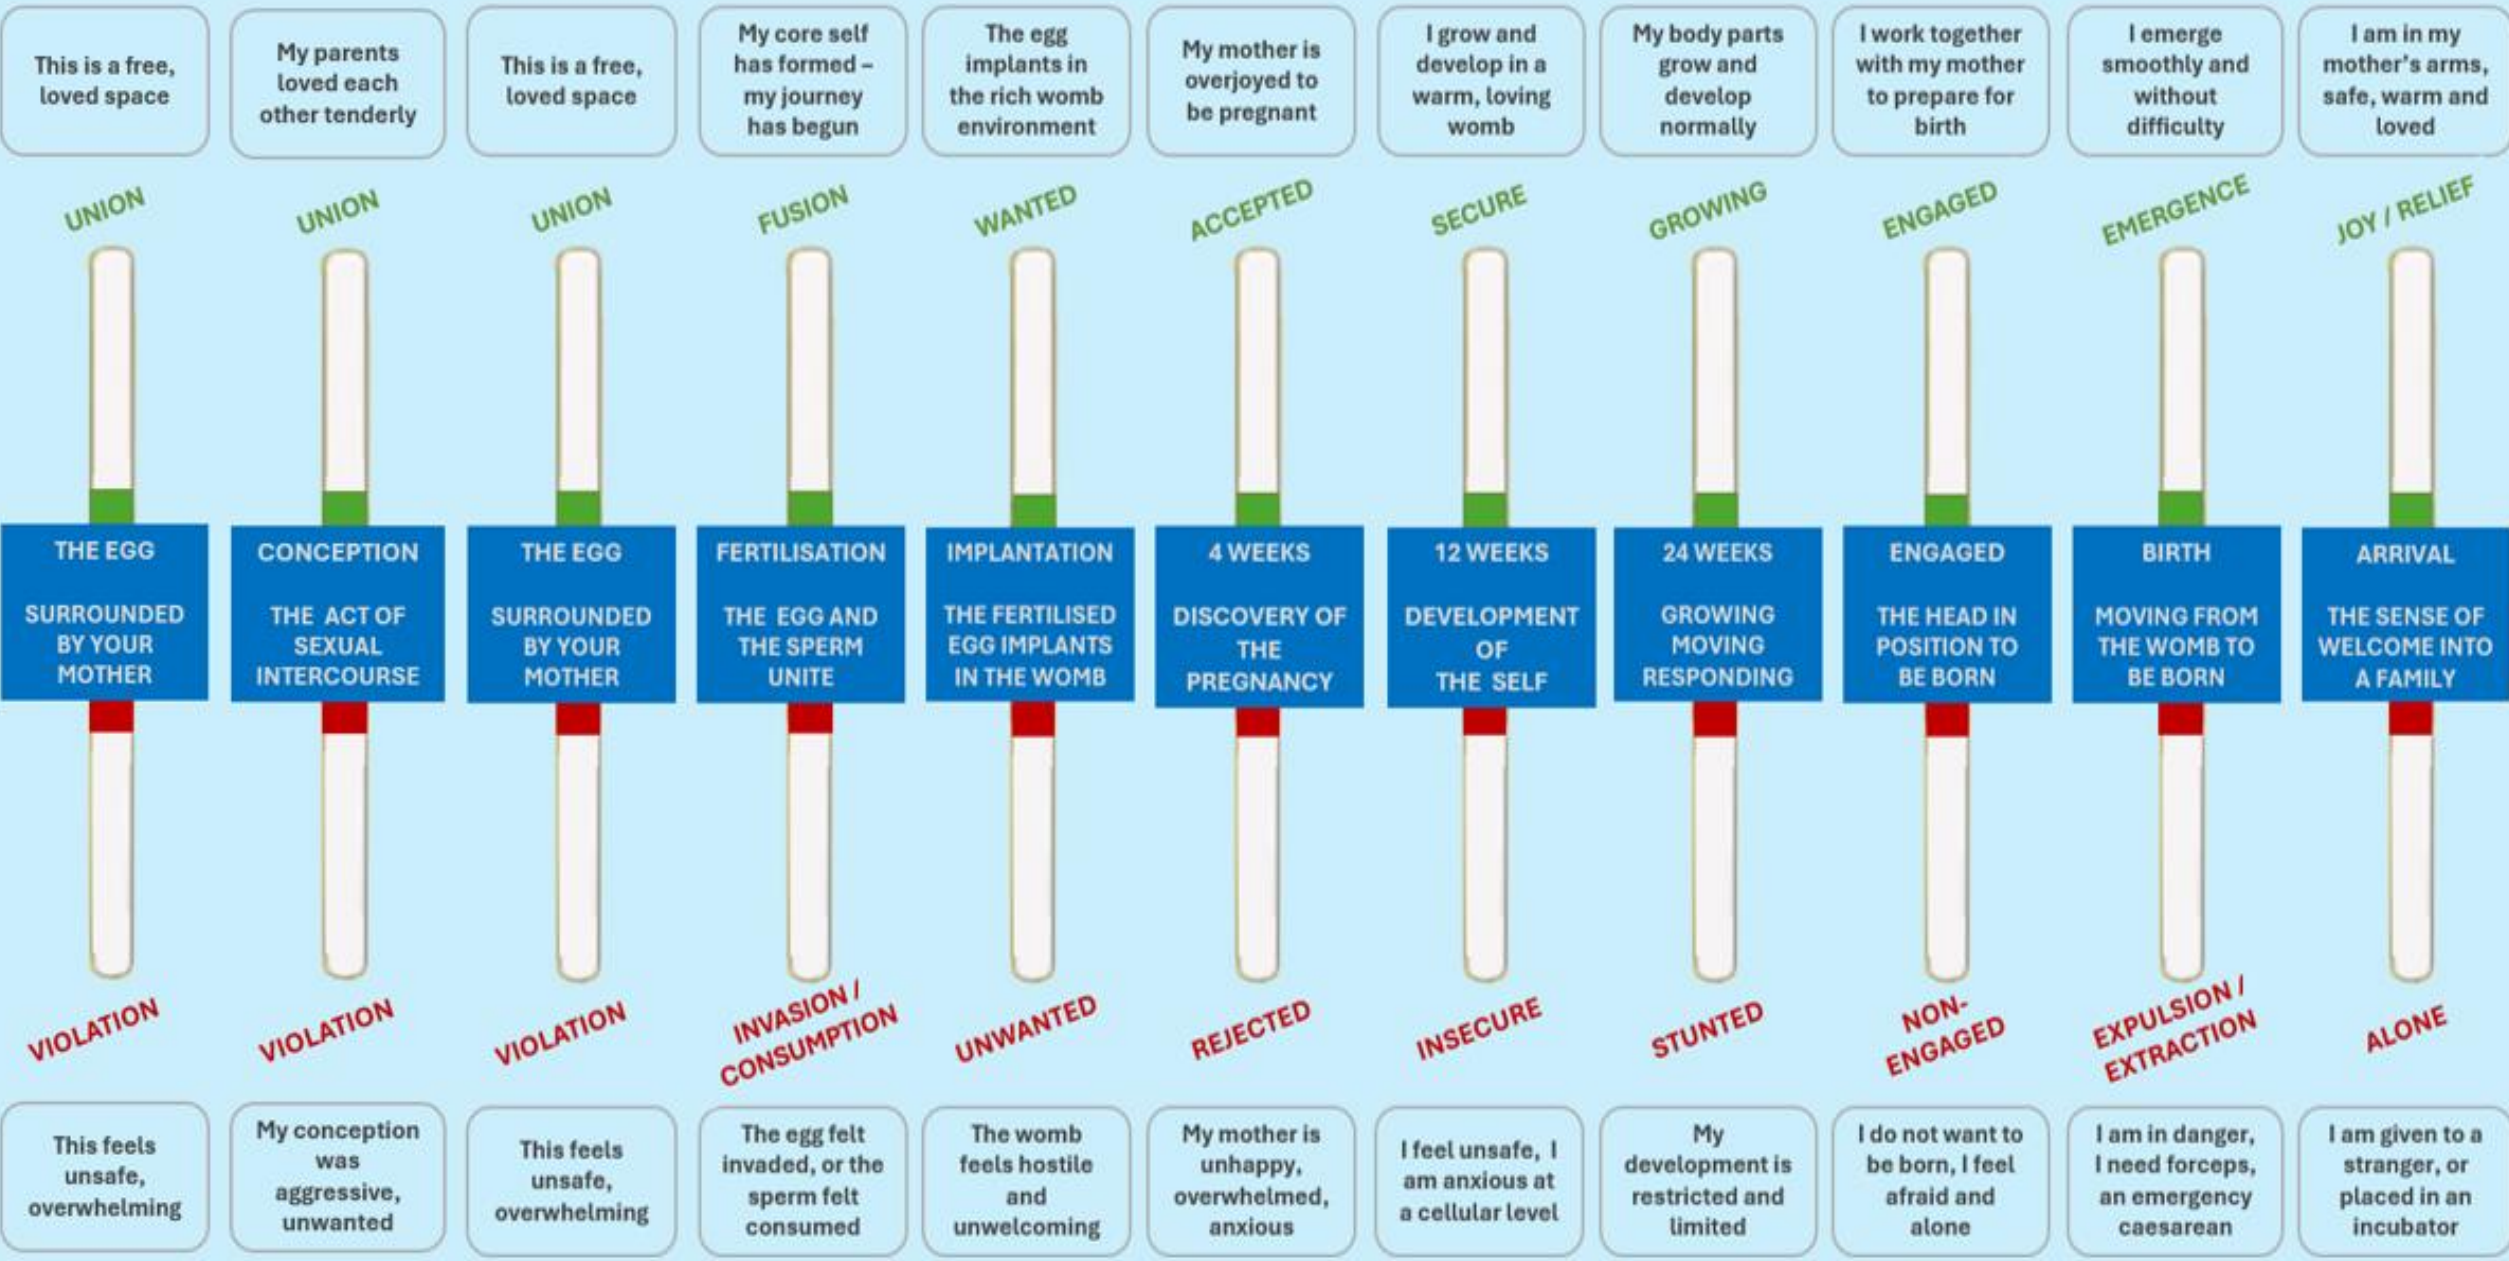 This is a free,
loved space
My parents
loved each
other tenderly
This is a free,
loved space
My core self
has formed –
my journey
has begun
The egg
implants in
the rich womb
environment
My mother is
overjoyed to
be pregnant
I grow and
develop in a
warm, loving
womb
My body parts
grow and
develop
normally
I work together
with my mother
to prepare for
birth
I emerge
smoothly and
without
difficulty
I am in my
mother's arms,
safe, warm and
loved
UNION
UNION
UNION
FUSION
WANTED
ACCEPTED
SECURE
GROWING
ENGAGED
EMERGENCE
JOY / RELIEF
THE EGG
SURROUNDED
BY YOUR
MOTHER
CONCEPTION
THE ACT OF
SEXUAL
INTERCOURSE
THE EGG
SURROUNDED
BY YOUR
MOTHER
FERTILISATION
THE EGG AND
THE SPERM
UNITE
IMPLANTATION
THE FERTILISED
EGG IMPLANTS
IN THE WOMB
4 WEEKS
DISCOVERY OF
THE
PREGNANCY
12 WEEKS
DEVELOPMENT
OF
THE SELF
24 WEEKS
GROWING
MOVING
RESPONDING
ENGAGED
THE HEAD IN
POSITION TO
BE BORN
BIRTH
MOVING FROM
THE WOMB TO
BE BORN
ARRIVAL
THE SENSE OF
WELCOME INTO
A FAMILY
VIOLATION
VIOLATION
VIOLATION
INVASION /
CONSUMPTION
UNWANTED
REJECTED
INSECURE
STUNTED
NON-
ENGAGED
EXPULSION /
EXTRACTION
ALONE
This feels
unsafe,
overwhelming
My conception
was
aggressive,
unwanted
This feels
unsafe,
overwhelming
The egg felt
invaded, or the
sperm felt
consumed
The womb
feels hostile
and
unwelcoming
My mother is
unhappy,
overwhelmed,
anxious
I feel unsafe, I
am anxious at
a cellular level
My
development is
restricted and
limited
I do not want to
be born, I feel
afraid and
alone
I am in danger,
I need forceps,
an emergency
caesarean
I am given to a
stranger, or
placed in an
incubator